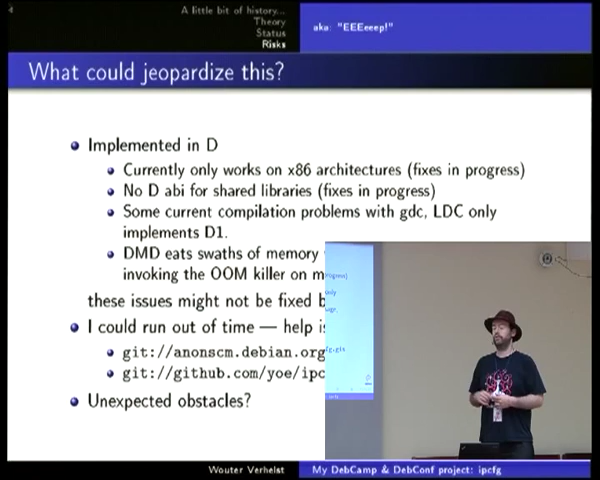 A little bit of history...
Theory
Status
Risks
aka: "EEEeeep!"
What could jeopardize this?
Implemented in D
Currently only works on x86 architectures (fixes in progress)
No D abi for shared libraries (fixes in progress)
Some current compilation problems with gdc, LDC only
implements D1.
DMD eats swaths of memory
invoking the OOM killer on m
these issues might not be fixed b
I could run out of time — help is
git://anonscm.debian.org
git://github.com/yoe/ipc
Unexpected obstacles?
Wouter Verhelst
My DebCamp & DebConf project: ipcfg